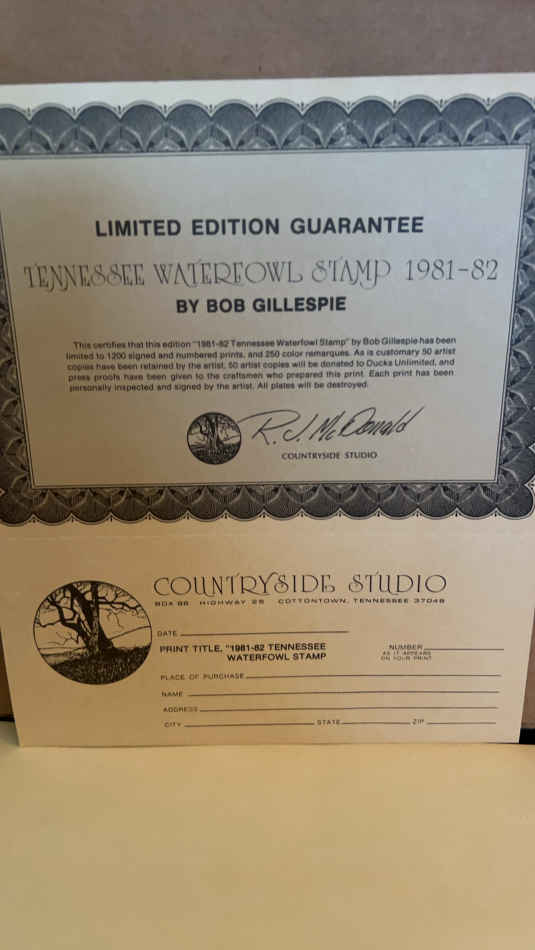 LIMITED EDITION GUARANTEE
TENNESSEE WATERFOWL STAMP 1981-82
BY BOB GILLESPIE
This certifies that this edition "1981-82 Tennessee Waterfowl Stamp" by Bob Gillespie has been
limited to 1200 signed and numbered prints, and 250 color remarques. As is customary 50 artist
copies have been retained by the artist, 50 artist copies will be donated to Ducks Unlimited, and
press proofs have been given to the craftsmen who prepared this print. Each print has been
personally inspected and signed by the artist. All plates will be destroyed.
R. J. McDonald
COUNTRYSIDE STUDIO
COUNTRYSIDE STUDIO
BOX 88 HIGHWAY 25 COTTONTOWN, TENNESSEE 37048
DATE
PRINT TITLE, "1981-82 TENNESSEE
WATERFOWL STAMP
NUMBER
AS IT APPEARS
ON YOUR PRINT
PLACE OF PURCHASE
NAME
ADDRESS
CITY STATE ZIP